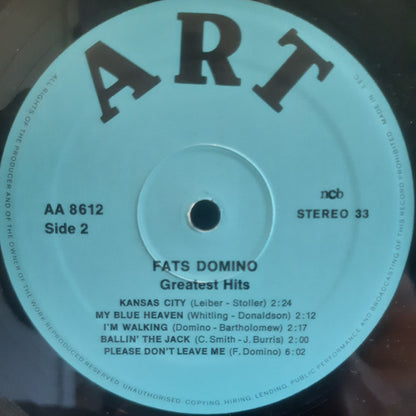 ART
MADE IN EEC
ALL RIGHTS OF THE PRODUCER AND OF THE OWNER OF THE WORK REPRODUCED RESERVED. UNAUTHORISED COPYING, HIRING, LENDING, PUBLIC PERFORMANCE AND BROADCASTING OF THIS RECORD PROHIBITED.
AA 8612
Side 2
ncb
STEREO 33
FATS DOMINO
Greatest Hits
KANSAS CITY (Leiber - Stoller) 2:24
MY BLUE HEAVEN (Whitling - Donaldson) 2:12
I'M WALKING (Domino - Bartholomew) 2:17
BALLIN' THE JACK (C. Smith - J. Burris) 2:00
PLEASE DON'T LEAVE ME (F. Domino) 6:02